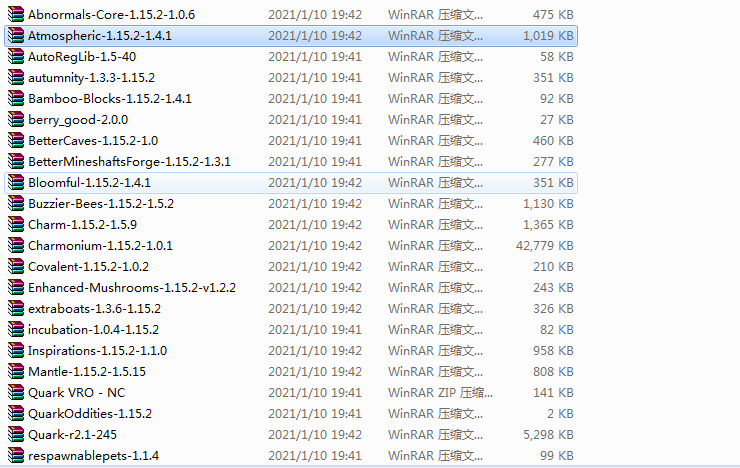 Abnormals-Core-1.15.2-1.0.6 2021/1/10 19:42 WinRAR 压缩文... 475 KB
Atmospheric-1.15.2-1.4.1 2021/1/10 19:42 WinRAR 压缩文... 1,019 KB
AutoRegLib-1.5-40 2021/1/10 19:41 WinRAR 压缩文... 58 KB
autumnity-1.3.3-1.15.2 2021/1/10 19:42 WinRAR 压缩文... 351 KB
Bamboo-Blocks-1.15.2-1.4.1 2021/1/10 19:41 WinRAR 压缩文... 92 KB
berry_good-2.0.0 2021/1/10 19:41 WinRAR 压缩文... 27 KB
BetterCaves-1.15.2-1.0 2021/1/10 19:42 WinRAR 压缩文... 460 KB
BetterMineshaftsForge-1.15.2-1.3.1 2021/1/10 19:42 WinRAR 压缩文... 277 KB
Bloomful-1.15.2-1.4.1 2021/1/10 19:42 WinRAR 压缩文... 351 KB
Buzzier-Bees-1.15.2-1.5.2 2021/1/10 19:42 WinRAR 压缩文... 1,130 KB
Charm-1.15.2-1.5.9 2021/1/10 19:42 WinRAR 压缩文... 1,365 KB
Charmonium-1.15.2-1.0.1 2021/1/10 19:42 WinRAR 压缩文... 42,779 KB
Covalent-1.15.2-1.0.2 2021/1/10 19:42 WinRAR 压缩文... 210 KB
Enhanced-Mushrooms-1.15.2-v1.2.2 2021/1/10 19:42 WinRAR 压缩文... 243 KB
extraboats-1.3.6-1.15.2 2021/1/10 19:42 WinRAR 压缩文... 326 KB
incubation-1.0.4-1.15.2 2021/1/10 19:41 WinRAR 压缩文... 82 KB
Inspirations-1.15.2-1.1.0 2021/1/10 19:42 WinRAR 压缩文... 958 KB
Mantle-1.15.2-1.5.15 2021/1/10 19:42 WinRAR 压缩文... 808 KB
Quark VRO - NC 2021/1/10 19:41 WinRAR ZIP 压缩... 141 KB
QuarkOddities-1.15.2 2021/1/10 19:41 WinRAR 压缩文... 2 KB
Quark-r2.1-245 2021/1/10 19:42 WinRAR 压缩文... 5,298 KB
respawnablepets-1.1.4 2021/1/10 19:41 WinRAR 压缩文... 99 KB